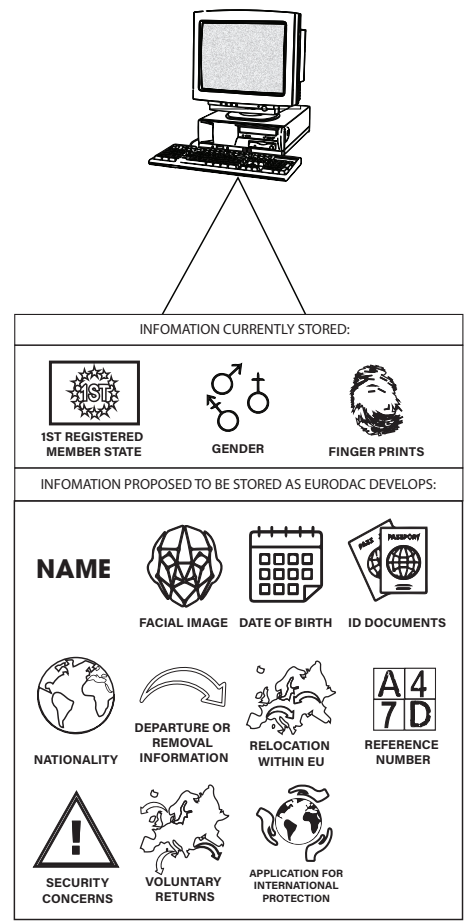 INFOMATION CURRENTLY STORED:
1ST
1ST REGISTERED
MEMBER STATE
GENDER
FINGER PRINTS
INFOMATION PROPOSED TO BE STORED AS EURODAC DEVELOPS:
NAME
PASSPORT
FACIAL IMAGE
DATE OF BIRTH
ID DOCUMENTS
A 4
7 D
NATIONALITY
DEPARTURE OR
REMOVAL
INFORMATION
RELOCATION
WITHIN EU
REFERENCE
NUMBER
!
SECURITY
CONCERNS
VOLUNTARY
RETURNS
APPLICATION FOR
INTERNATIONAL
PROTECTION